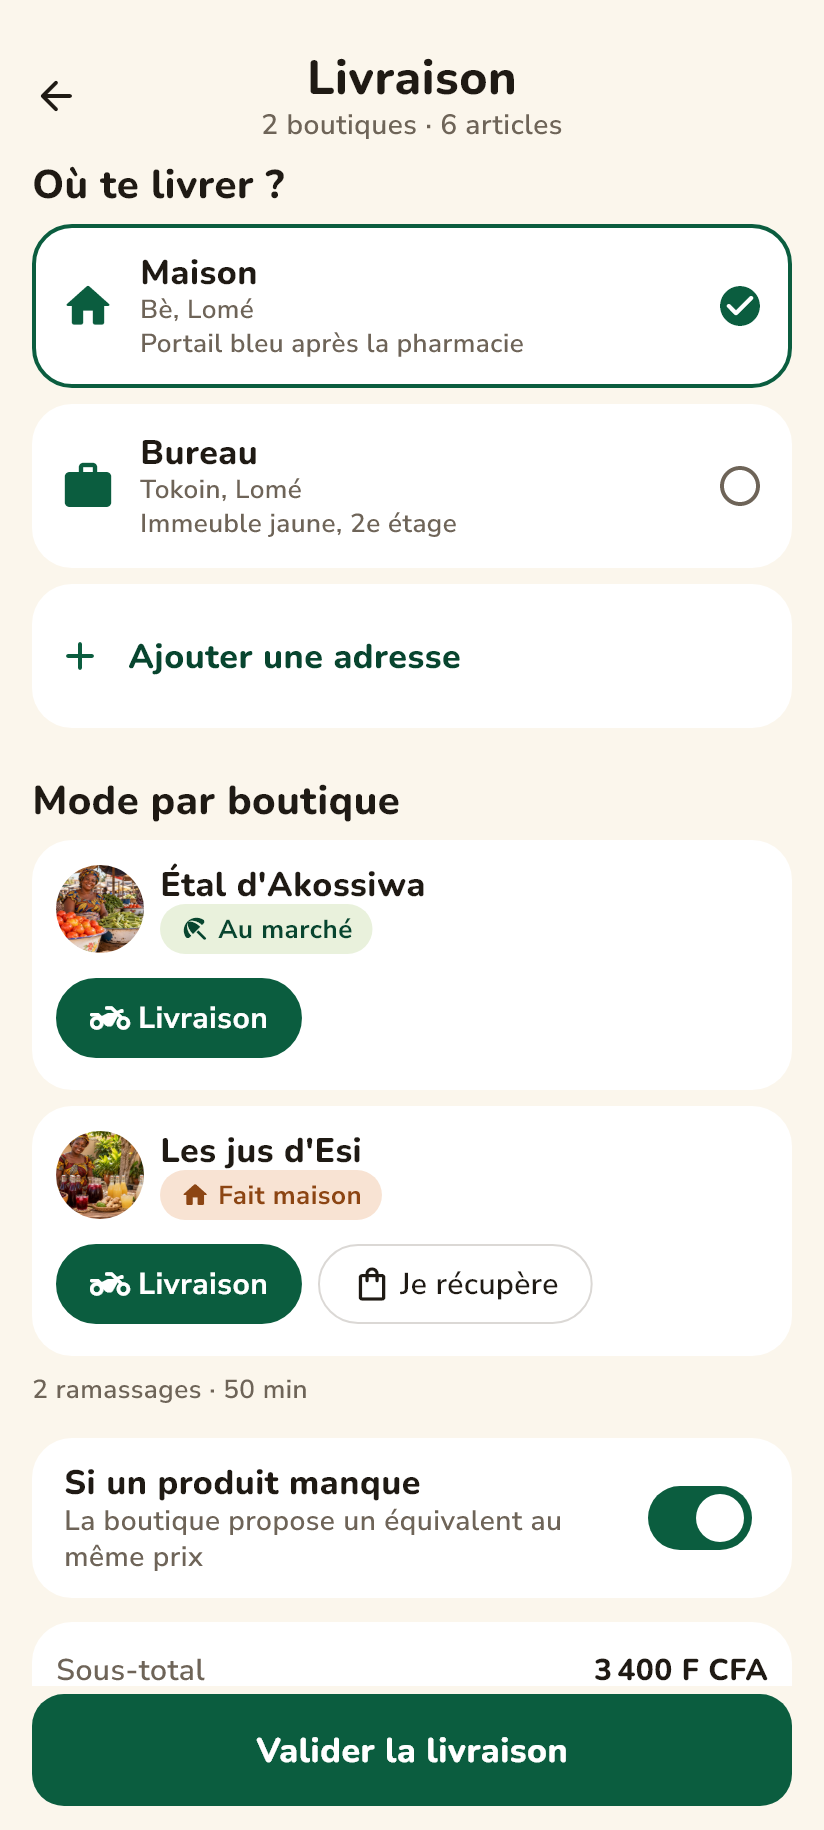 Livraison
2 boutiques · 6 articles
Où te livrer ?
Maison
Bè, Lomé
Portail bleu après la pharmacie
Bureau
Tokoin, Lomé
Immeuble jaune, 2e étage
Ajouter une adresse
Mode par boutique
Étal d'Akossiwa
Au marché
Livraison
Les jus d'Esi
Fait maison
Livraison
Je récupère
2 ramassages · 50 min
Si un produit manque
La boutique propose un équivalent au
même prix
Sous-total
3 400 F CFA
Valider la livraison